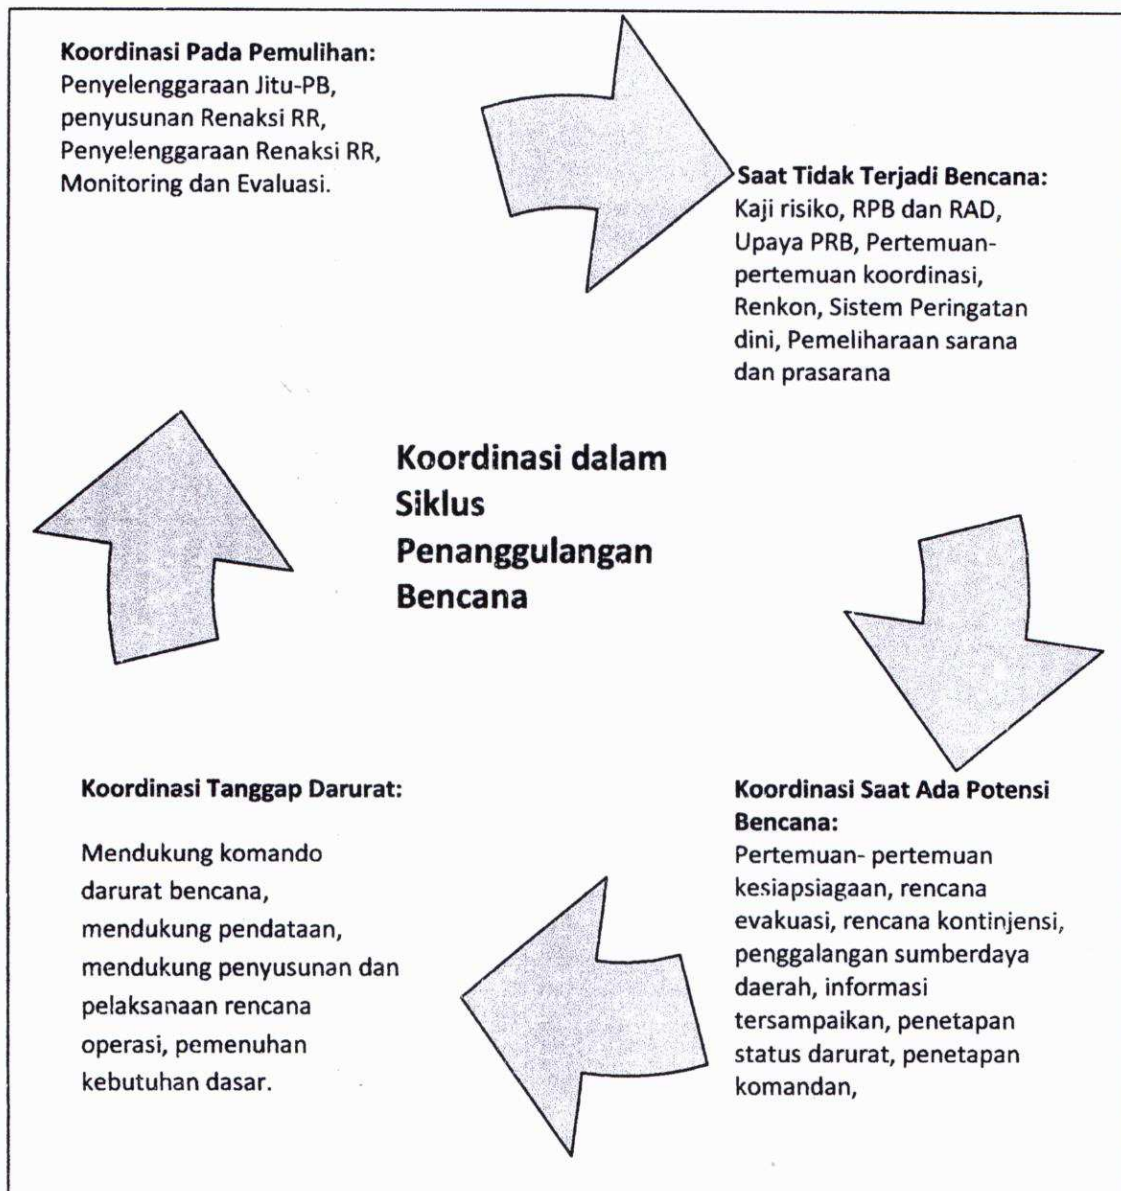 Koordinasi Pada Pemulihan:
Penyelenggaraan Jitu-PB,
penyusunan Renaksi RR,
Penyelenggaraan Renaksi RR,
Monitoring dan Evaluasi.
Saat Tidak Terjadi Bencana:
Kaji risiko, RPB dan RAD,
Upaya PRB, Pertemuan-
pertemuan koordinasi,
Renkon, Sistem Peringatan
dini, Pemeliharaan sarana
dan prasarana
Koordinasi dalam
Siklus
Penanggulangan
Bencana
Koordinasi Tanggap Darurat:
Mendukung komando
darurat bencana,
mendukung pendataan,
mendukung penyusunan dan
pelaksanaan rencana
operasi, pemenuhan
kebutuhan dasar.
Koordinasi Saat Ada Potensi
Bencana:
Pertemuan- pertemuan
kesiapsiagaan, rencana
evakuasi, rencana kontinjensi,
penggalangan sumberdaya
daerah, informasi
tersampaikan, penetapan
status darurat, penetapan
komandan,